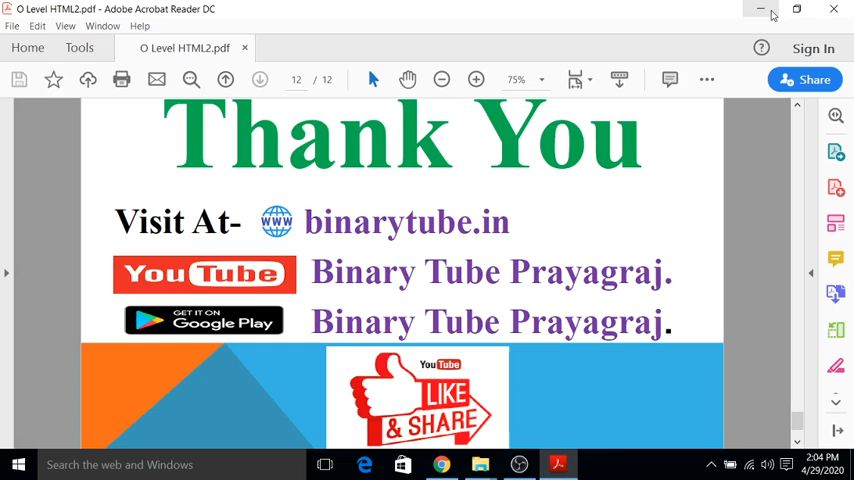 O Level HTML2.pdf - Adobe Acrobat Reader DC
File Edit View Window Help
Home Tools O Level HTML2.pdf × Sign In
12 / 12 75% Share
Thank You
Visit At- WWW binarytube.in
YouTube Binary Tube Prayagraj.
GET IT ON
Google Play Binary Tube Prayagraj.
YouTube
LIKE
& SHARE
Search the web and Windows
2:04 PM
4/29/2020